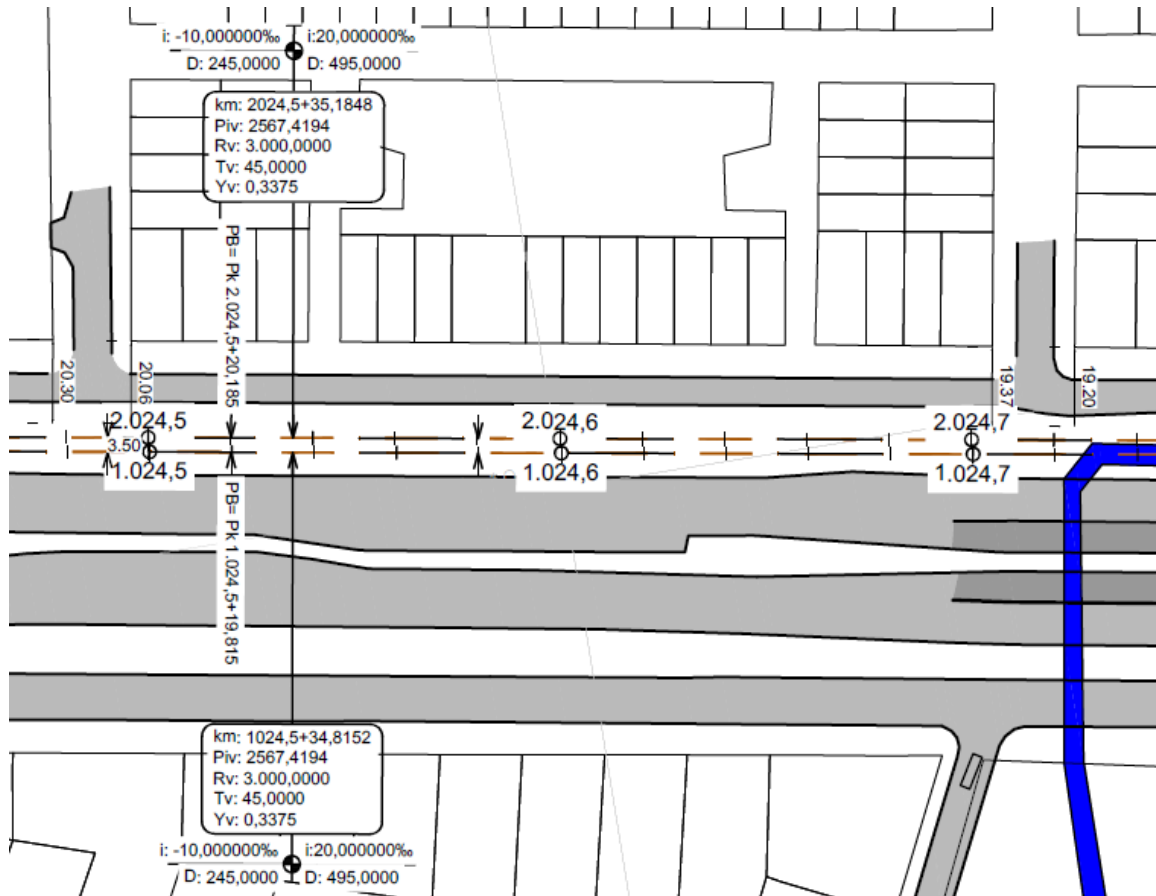 i: -10,000000‰ i:20,000000‰
D: 245,0000 D: 495,0000
km: 2024,5+35,1848
Piv: 2567,4194
Rv: 3.000,0000
Tv: 45,0000
Yv: 0,3375
PB= Pk 2.024,5+20,185
20.30
20.06
19.37
19.20
2.024,5
2.024,6
2.024,7
3.50
1.024,5
1.024,6
1.024,7
PB= Pk 1.024,5+19,815
km: 1024,5+34,8152
Piv: 2567,4194
Rv: 3.000,0000
Tv: 45,0000
Yv: 0,3375
i: -10,000000‰ i:20,000000‰
D: 245,0000 D: 495,0000